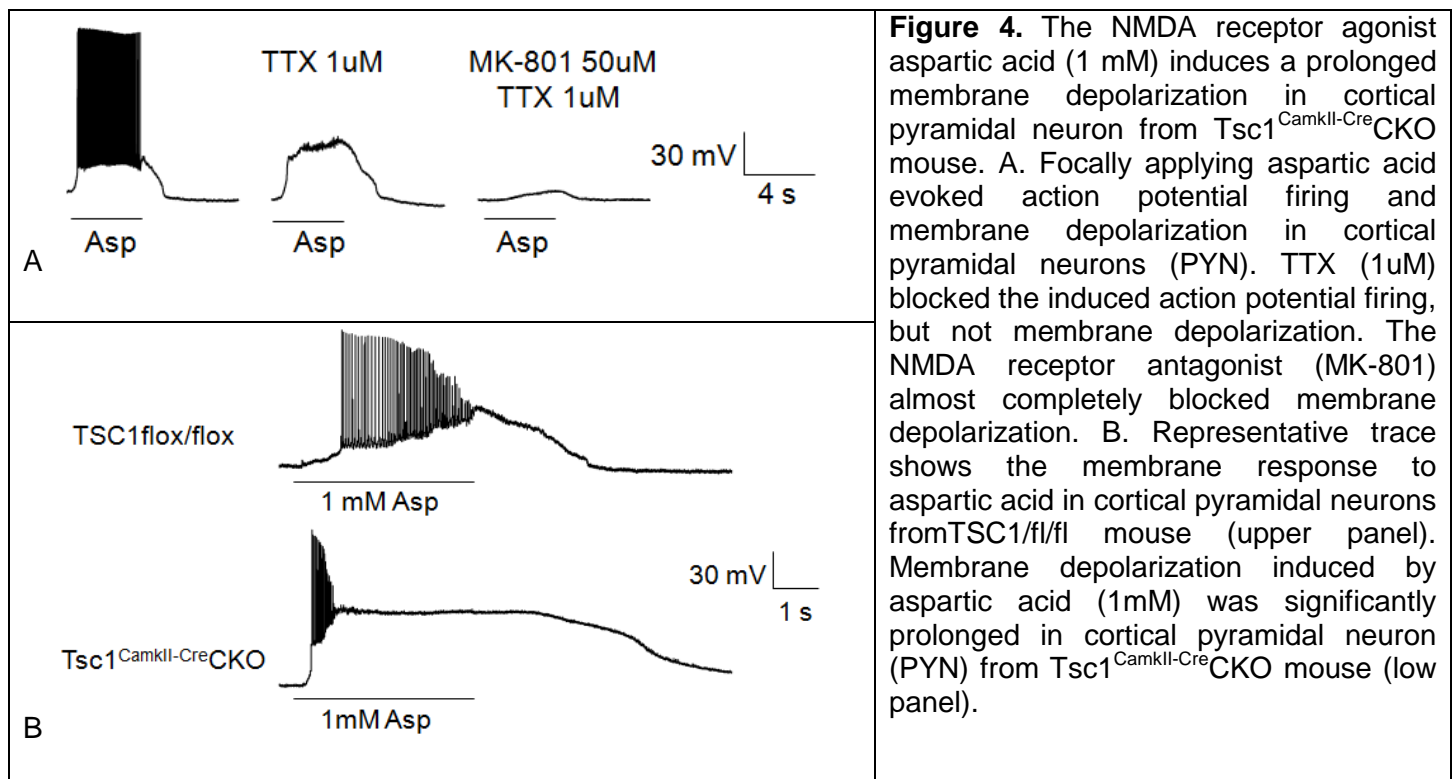 TTX 1uM
MK-801 50uM
TTX 1uM
30 mV
4 s
Asp
Asp
Asp
A
TSC1flox/flox
1 mM Asp
30 mV
1 s
Tsc1CamkII-CreCKO
1mM Asp
B
Figure 4. The NMDA receptor agonist
aspartic acid (1 mM) induces a prolonged
membrane depolarization in cortical
pyramidal neuron from Tsc1CamkII-CreCKO
mouse. A. Focally applying aspartic acid
evoked action potential firing and
membrane depolarization in cortical
pyramidal neurons (PYN). TTX (1uM)
blocked the induced action potential firing,
but not membrane depolarization. The
NMDA receptor antagonist (MK-801)
almost completely blocked membrane
depolarization. B. Representative trace
shows the membrane response to
aspartic acid in cortical pyramidal neurons
fromTSC1/fl/fl mouse (upper panel).
Membrane depolarization induced by
aspartic acid (1mM) was significantly
prolonged in cortical pyramidal neuron
(PYN) from Tsc1CamkII-CreCKO mouse (low
panel).